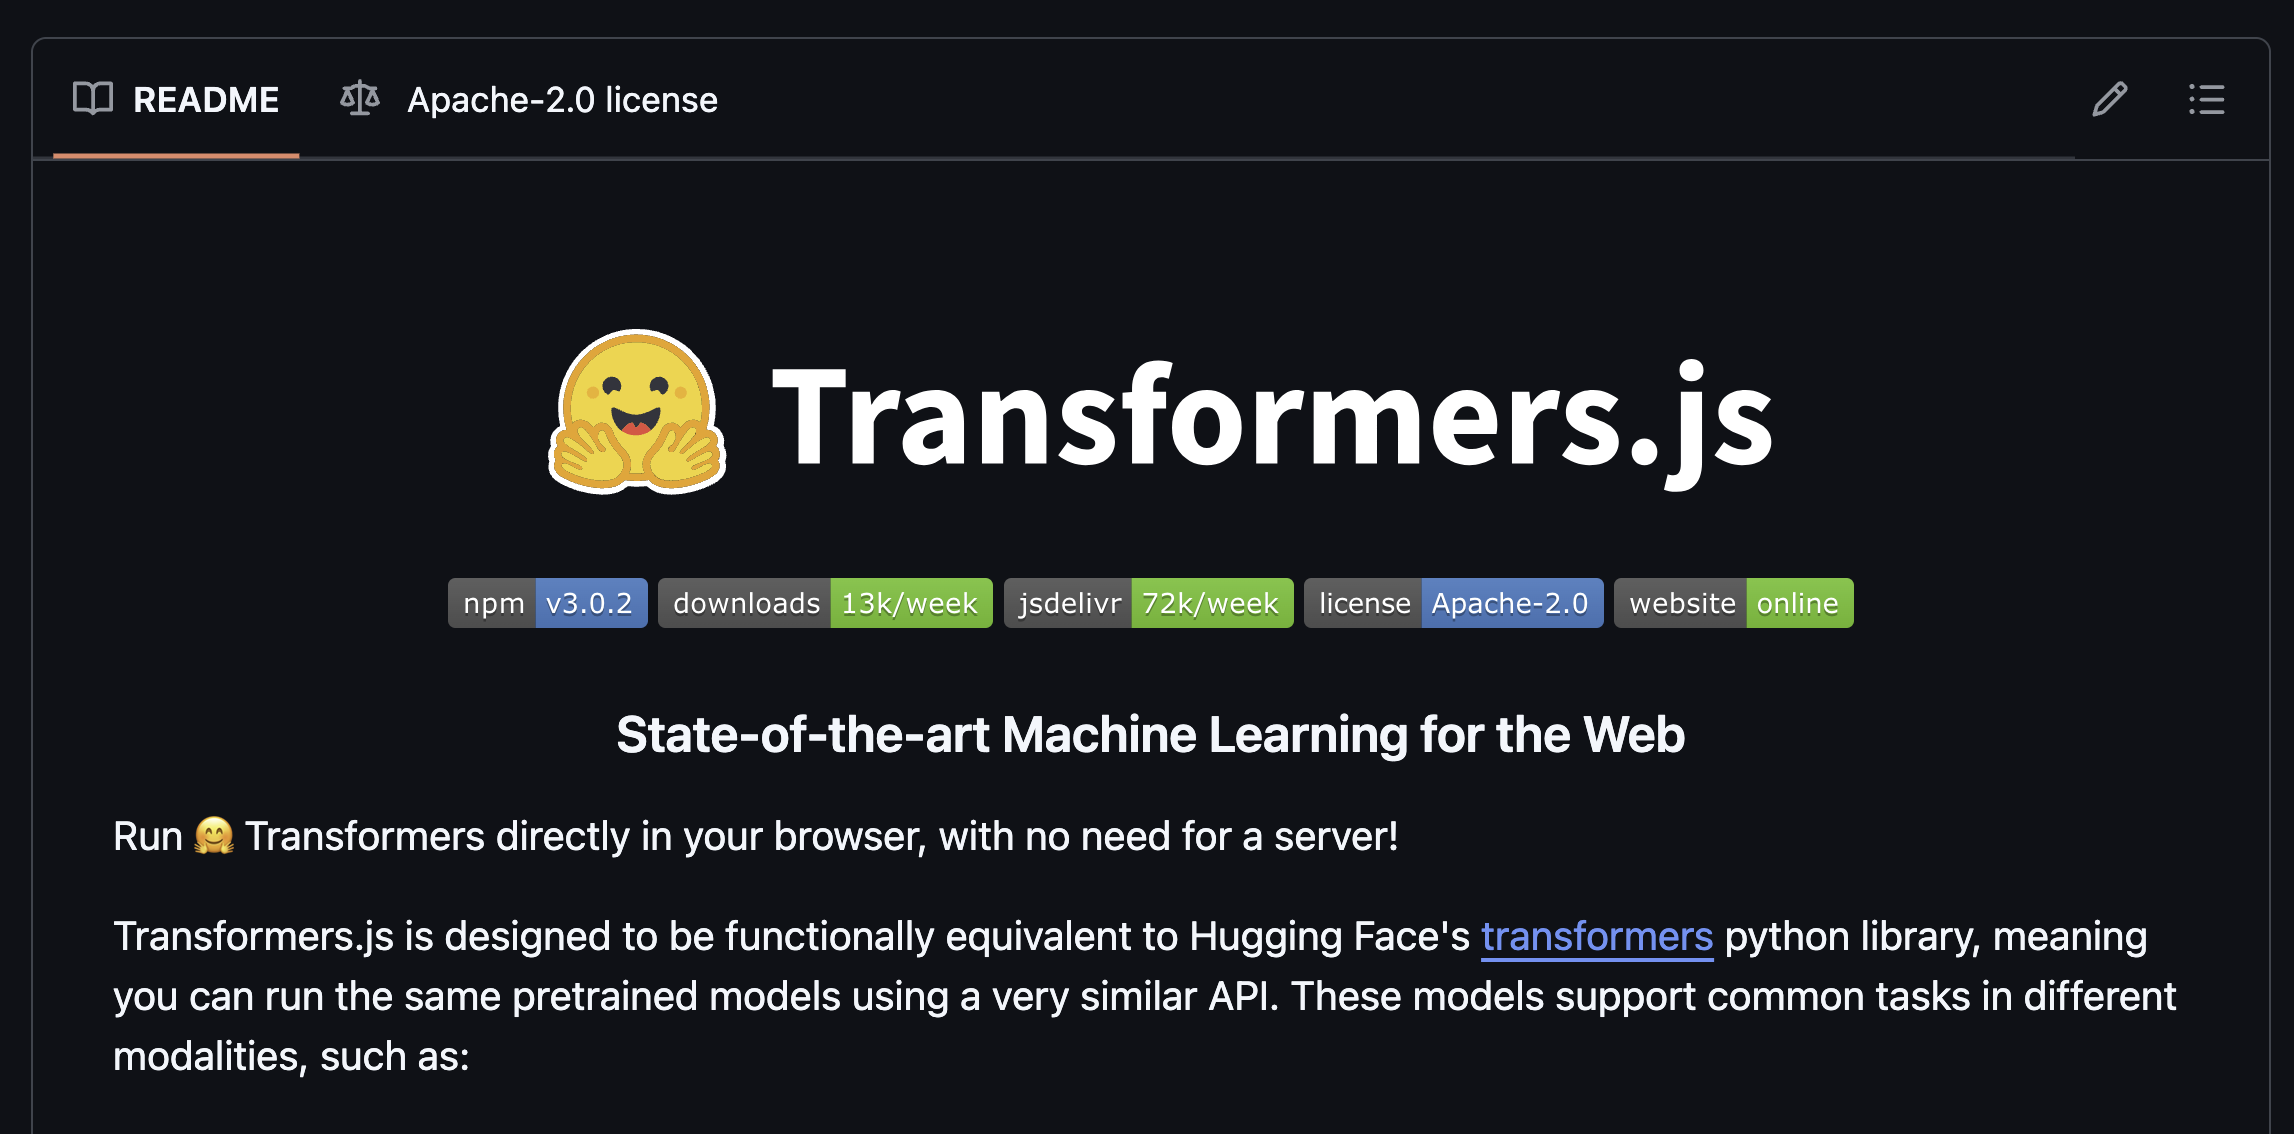 README Apache-2.0 license
Transformers.js
npm v3.0.2 downloads 13k/week jsdelivr 72k/week license Apache-2.0 website online
State-of-the-art Machine Learning for the Web
Run 🤗 Transformers directly in your browser, with no need for a server!
Transformers.js is designed to be functionally equivalent to Hugging Face's transformers python library, meaning
you can run the same pretrained models using a very similar API. These models support common tasks in different
modalities, such as: